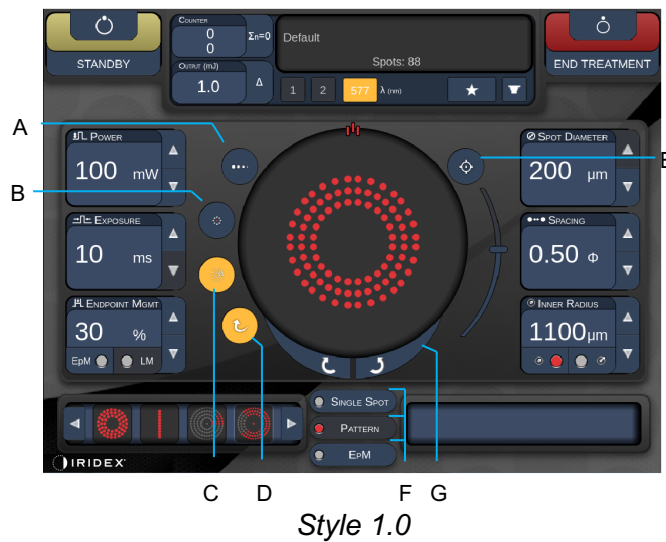 STANDBY
COUNTER
0
0
Σn=0
OUTPUT (mJ)
1.0
Δ
Default
Spots: 88
1 2 577 λ (nm)
END TREATMENT
A
B
E
POWER
100 mW
EXPOSURE
10 ms
ENDPOINT MGMT
30 %
EpM LM
SPOT DIAMETER
200 μm
SPACING
0.50 Φ
INNER RADIUS
1100μm
SINGLE SPOT
PATTERN
EPM
IRIDEX
C D F G
Style 1.0